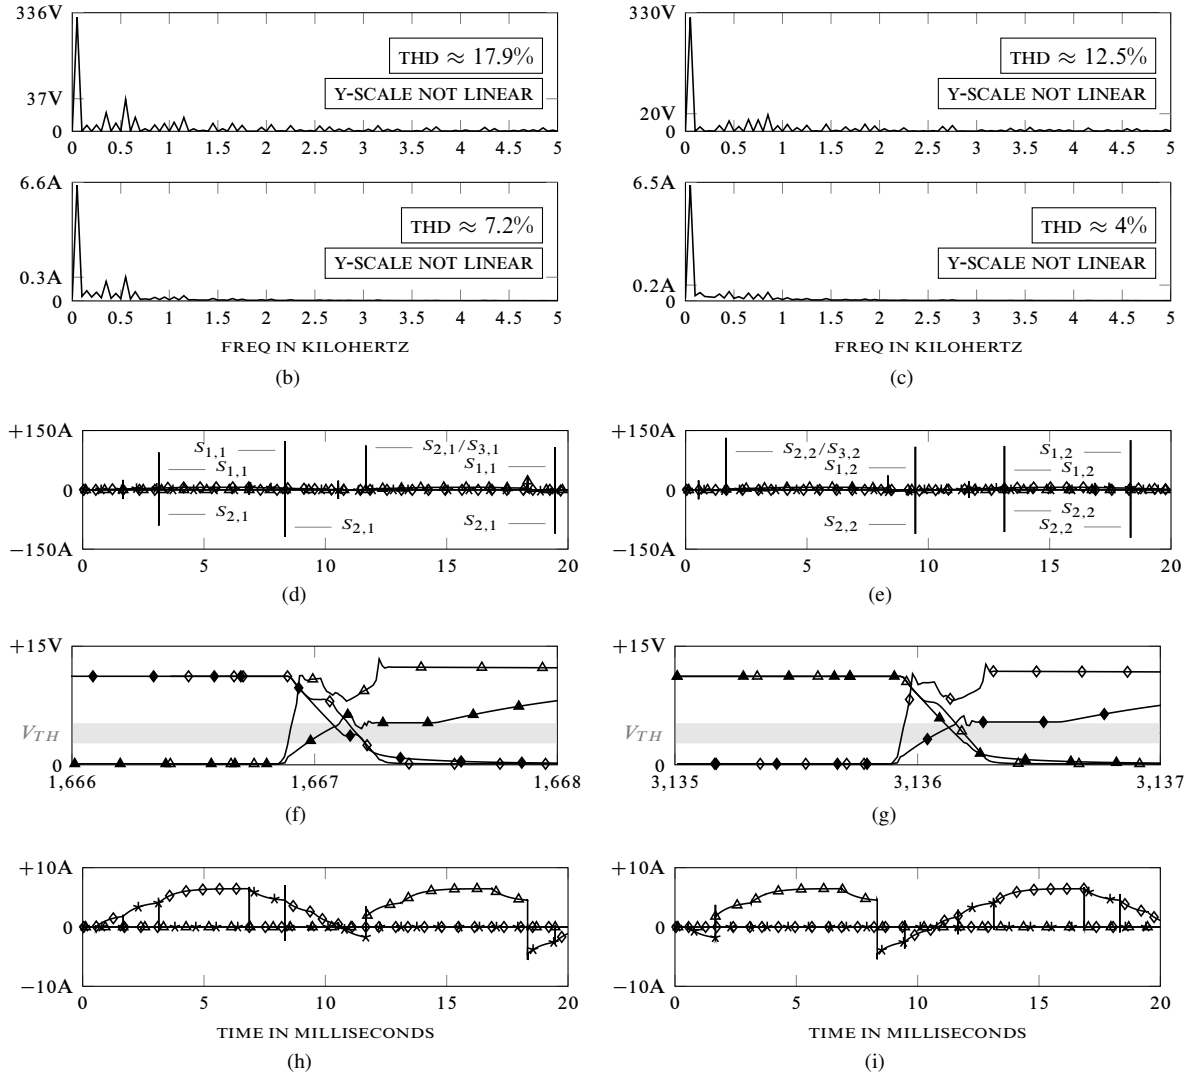 336V
THD ≈ 17.9%
Y-SCALE NOT LINEAR
37V
0
0 0.5 1 1.5 2 2.5 3 3.5 4 4.5 5
6.6A
THD ≈ 7.2%
Y-SCALE NOT LINEAR
0.3A
0
0 0.5 1 1.5 2 2.5 3 3.5 4 4.5 5
FREQ IN KILOHERTZ
(b)
330V
THD ≈ 12.5%
Y-SCALE NOT LINEAR
20V
0
0 0.5 1 1.5 2 2.5 3 3.5 4 4.5 5
6.5A
THD ≈ 4%
Y-SCALE NOT LINEAR
0.2A
0
0 0.5 1 1.5 2 2.5 3 3.5 4 4.5 5
FREQ IN KILOHERTZ
(c)
+150A
S1,1
S2,1/S3,1
S1,1
S1,1
0
S2,1
S2,1
S2,1
−150A
0 5 10 15 20
(d)
+150A
S2,2/S3,2
S1,2
S1,2
S1,2
0
S2,2
S2,2
S2,2
−150A
0 5 10 15 20
(e)
+15V
VTH
0
1,666 1,667 1,668
(f)
+15V
VTH
0
3,135 3,136 3,137
(g)
+10A
0
−10A
0 5 10 15 20
TIME IN MILLISECONDS
(h)
+10A
0
−10A
0 5 10 15 20
TIME IN MILLISECONDS
(i)